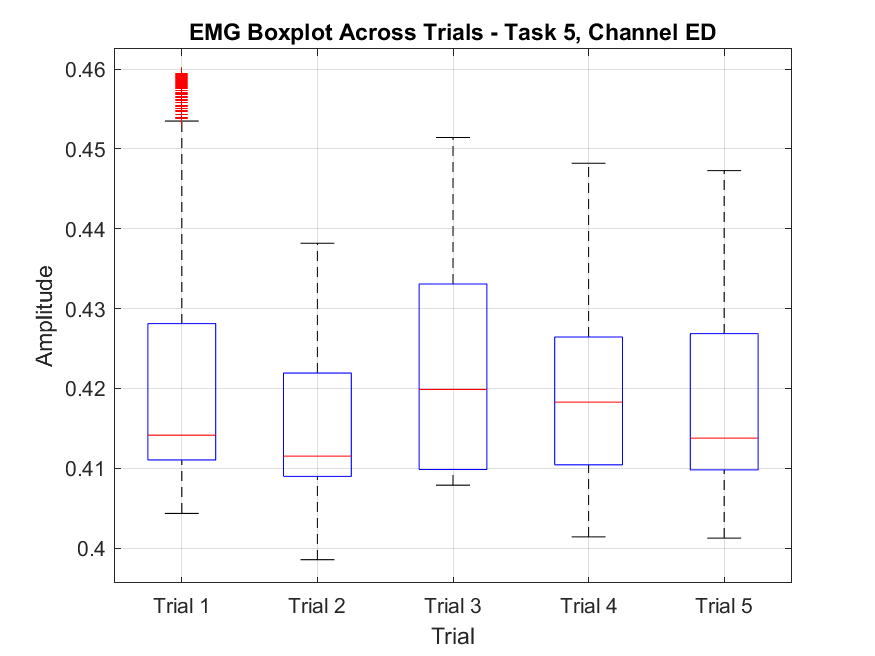 EMG Boxplot Across Trials - Task 5, Channel ED
0.46
0.45
0.44
0.43
0.42
0.41
0.4
Amplitude
Trial 1 Trial 2 Trial 3 Trial 4 Trial 5
Trial